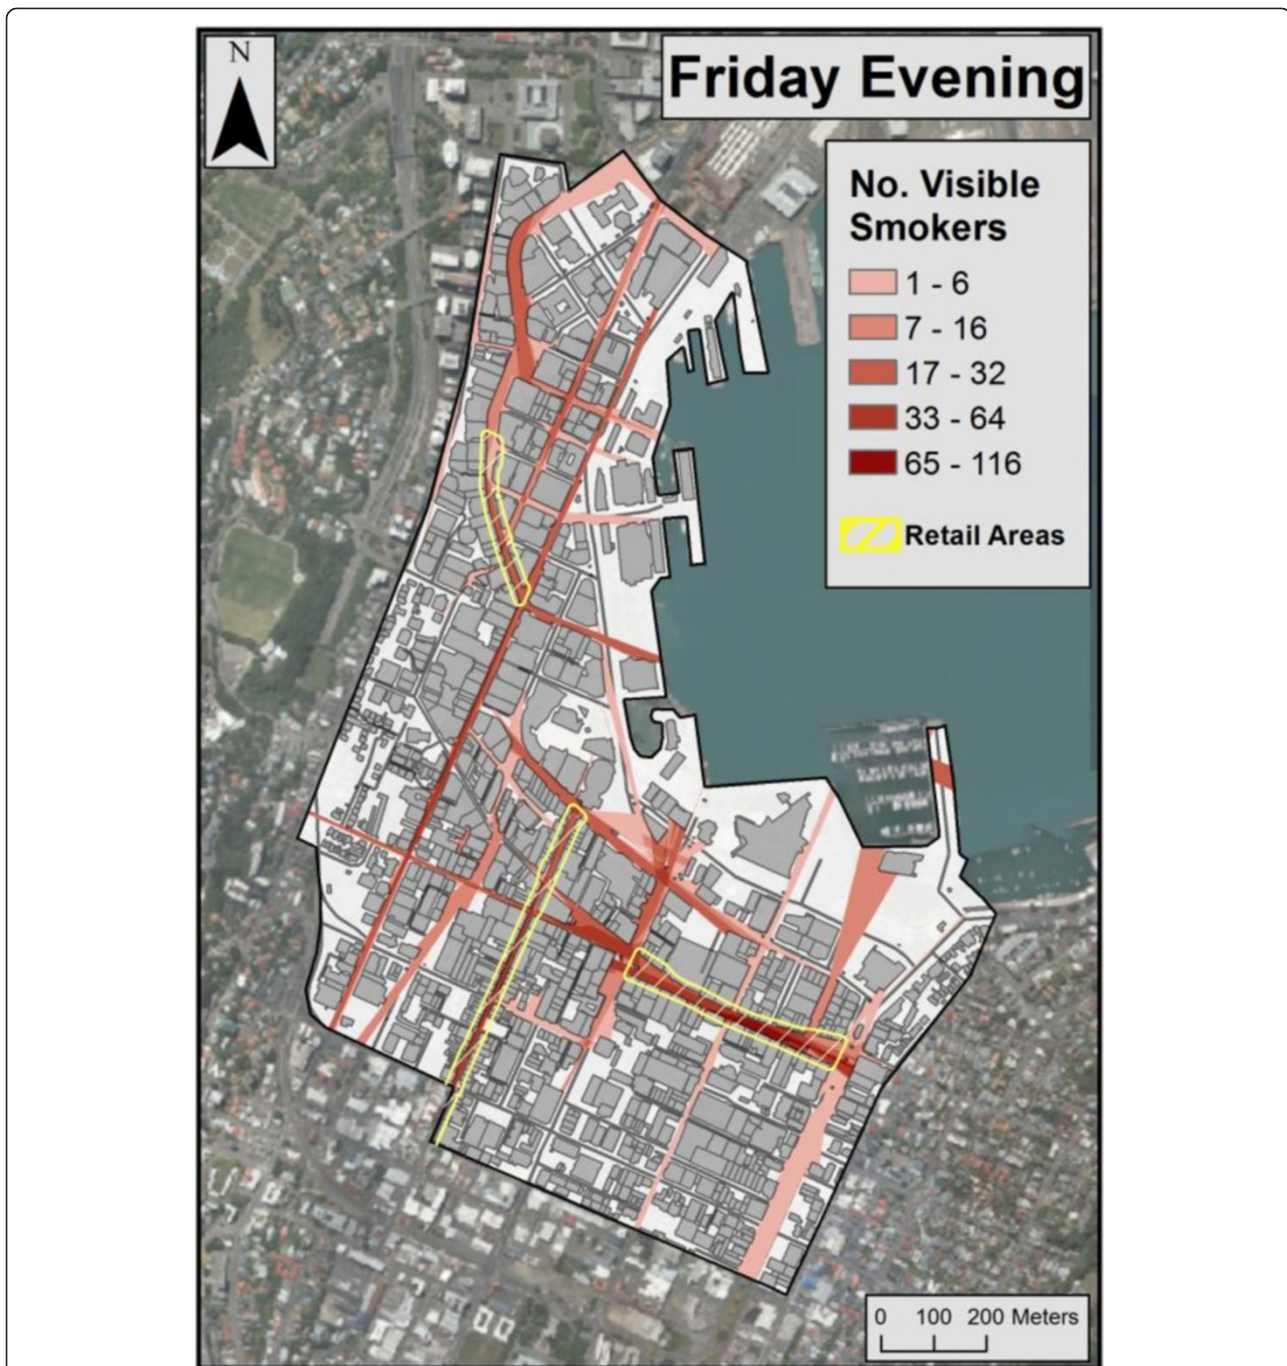 N
Friday Evening
No. Visible
Smokers
1 - 6
7 - 16
17 - 32
33 - 64
65 - 116
Retail Areas
0 100 200 Meters